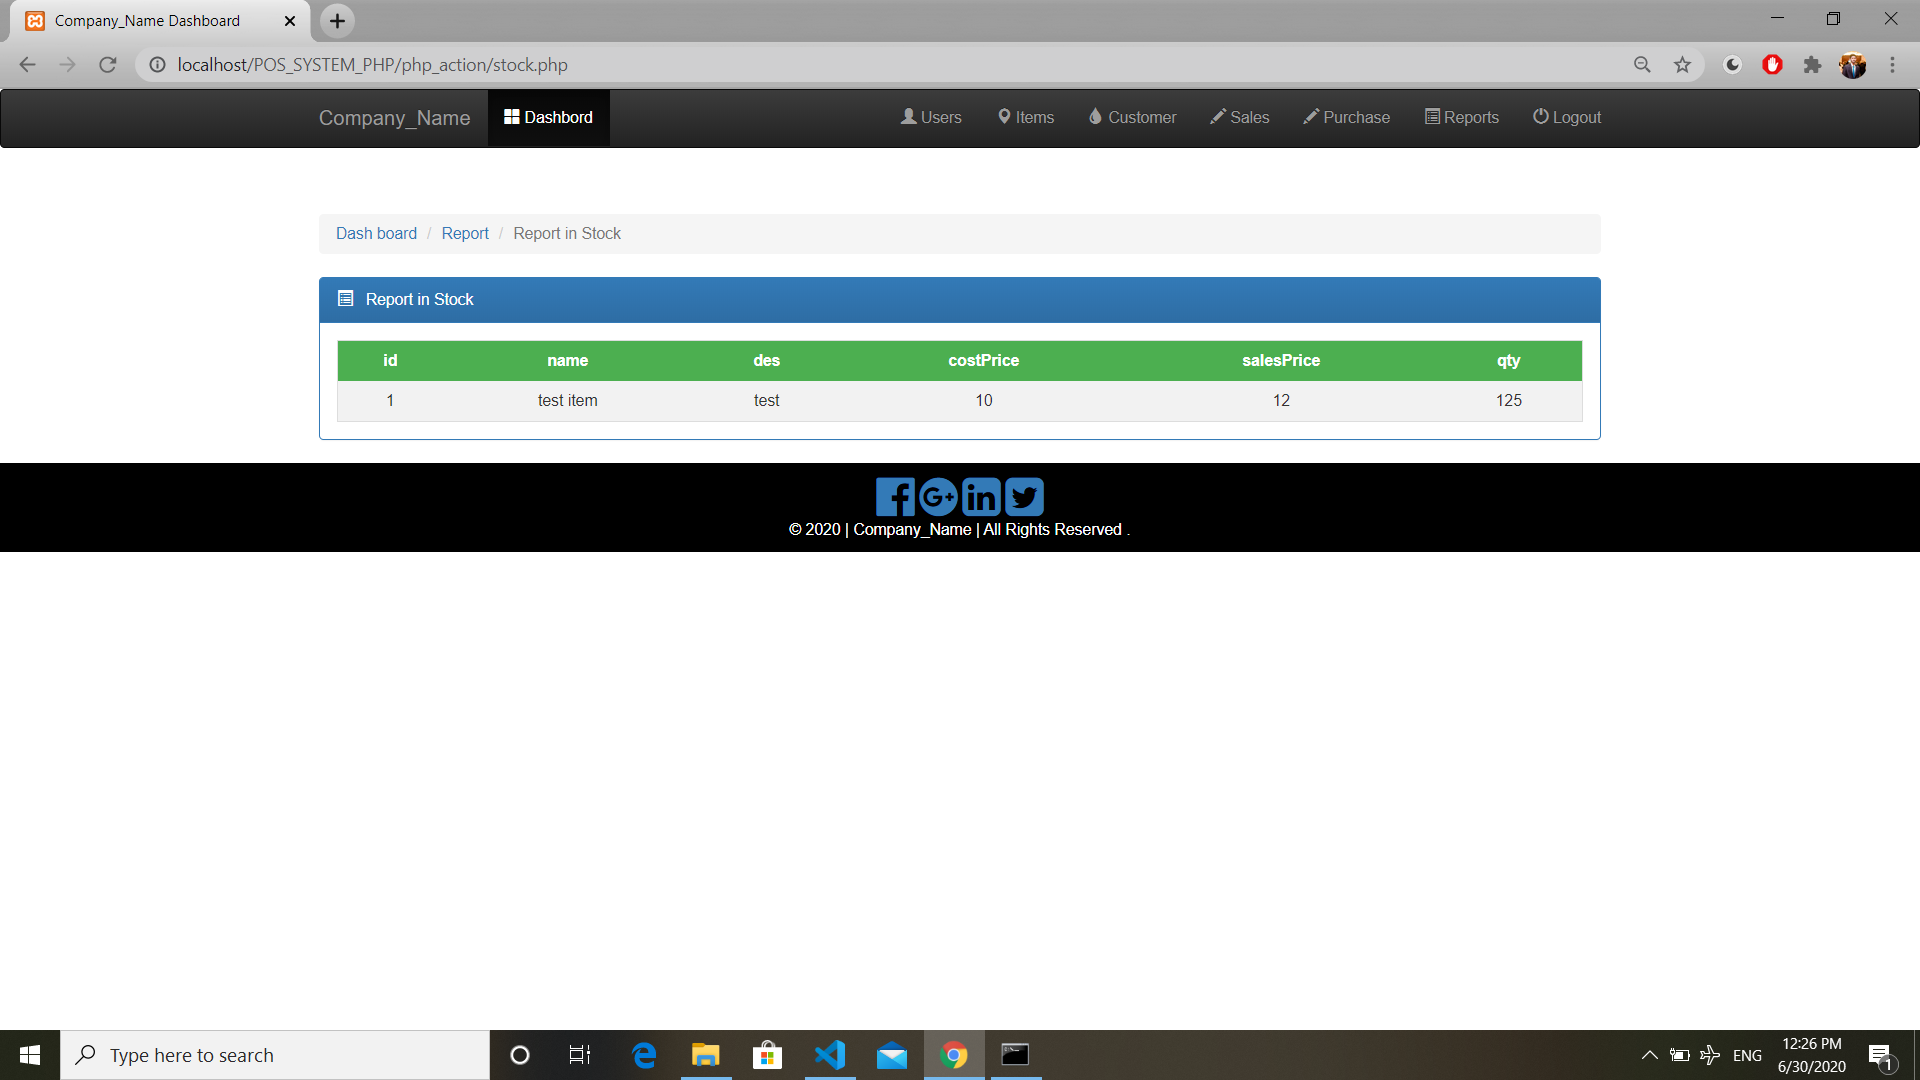 Company_Name Dashboard
localhost/POS_SYSTEM_PHP/php_action/stock.php
Company_Name Dashbord Users Items Customer Sales Purchase Reports Logout
Dash board / Report / Report in Stock
Report in Stock
id name des costPrice salesPrice qty
1 test item test 10 12 125
© 2020 | Company_Name | All Rights Reserved .
Type here to search
ENG
12:26 PM
6/30/2020
1